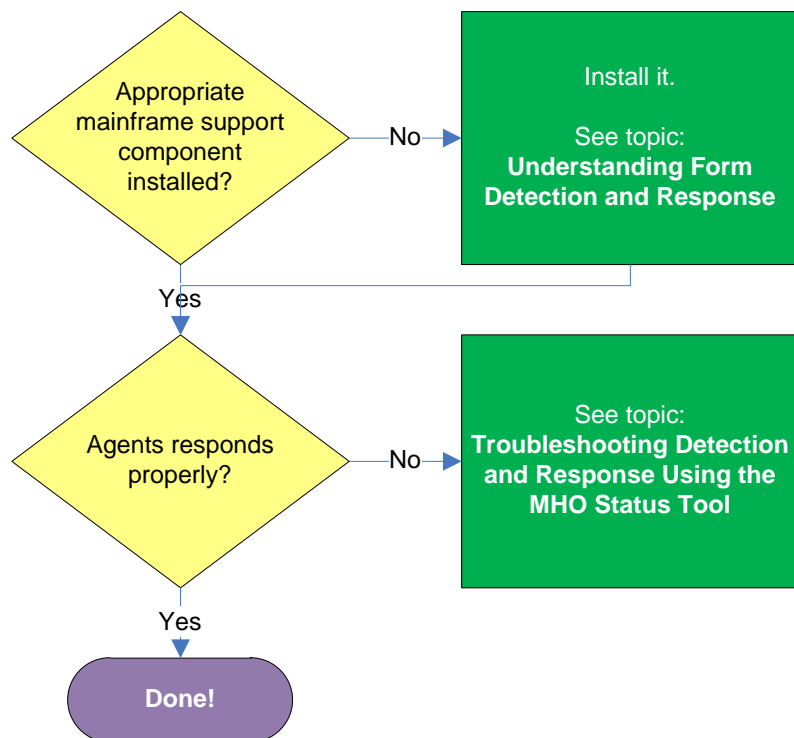 Appropriate
mainframe support
component
installed?
No
Install it.
See topic:
Understanding Form
Detection and Response
Yes
Agents responds
properly?
No
See topic:
Troubleshooting Detection
and Response Using the
MHO Status Tool
Yes
Done!